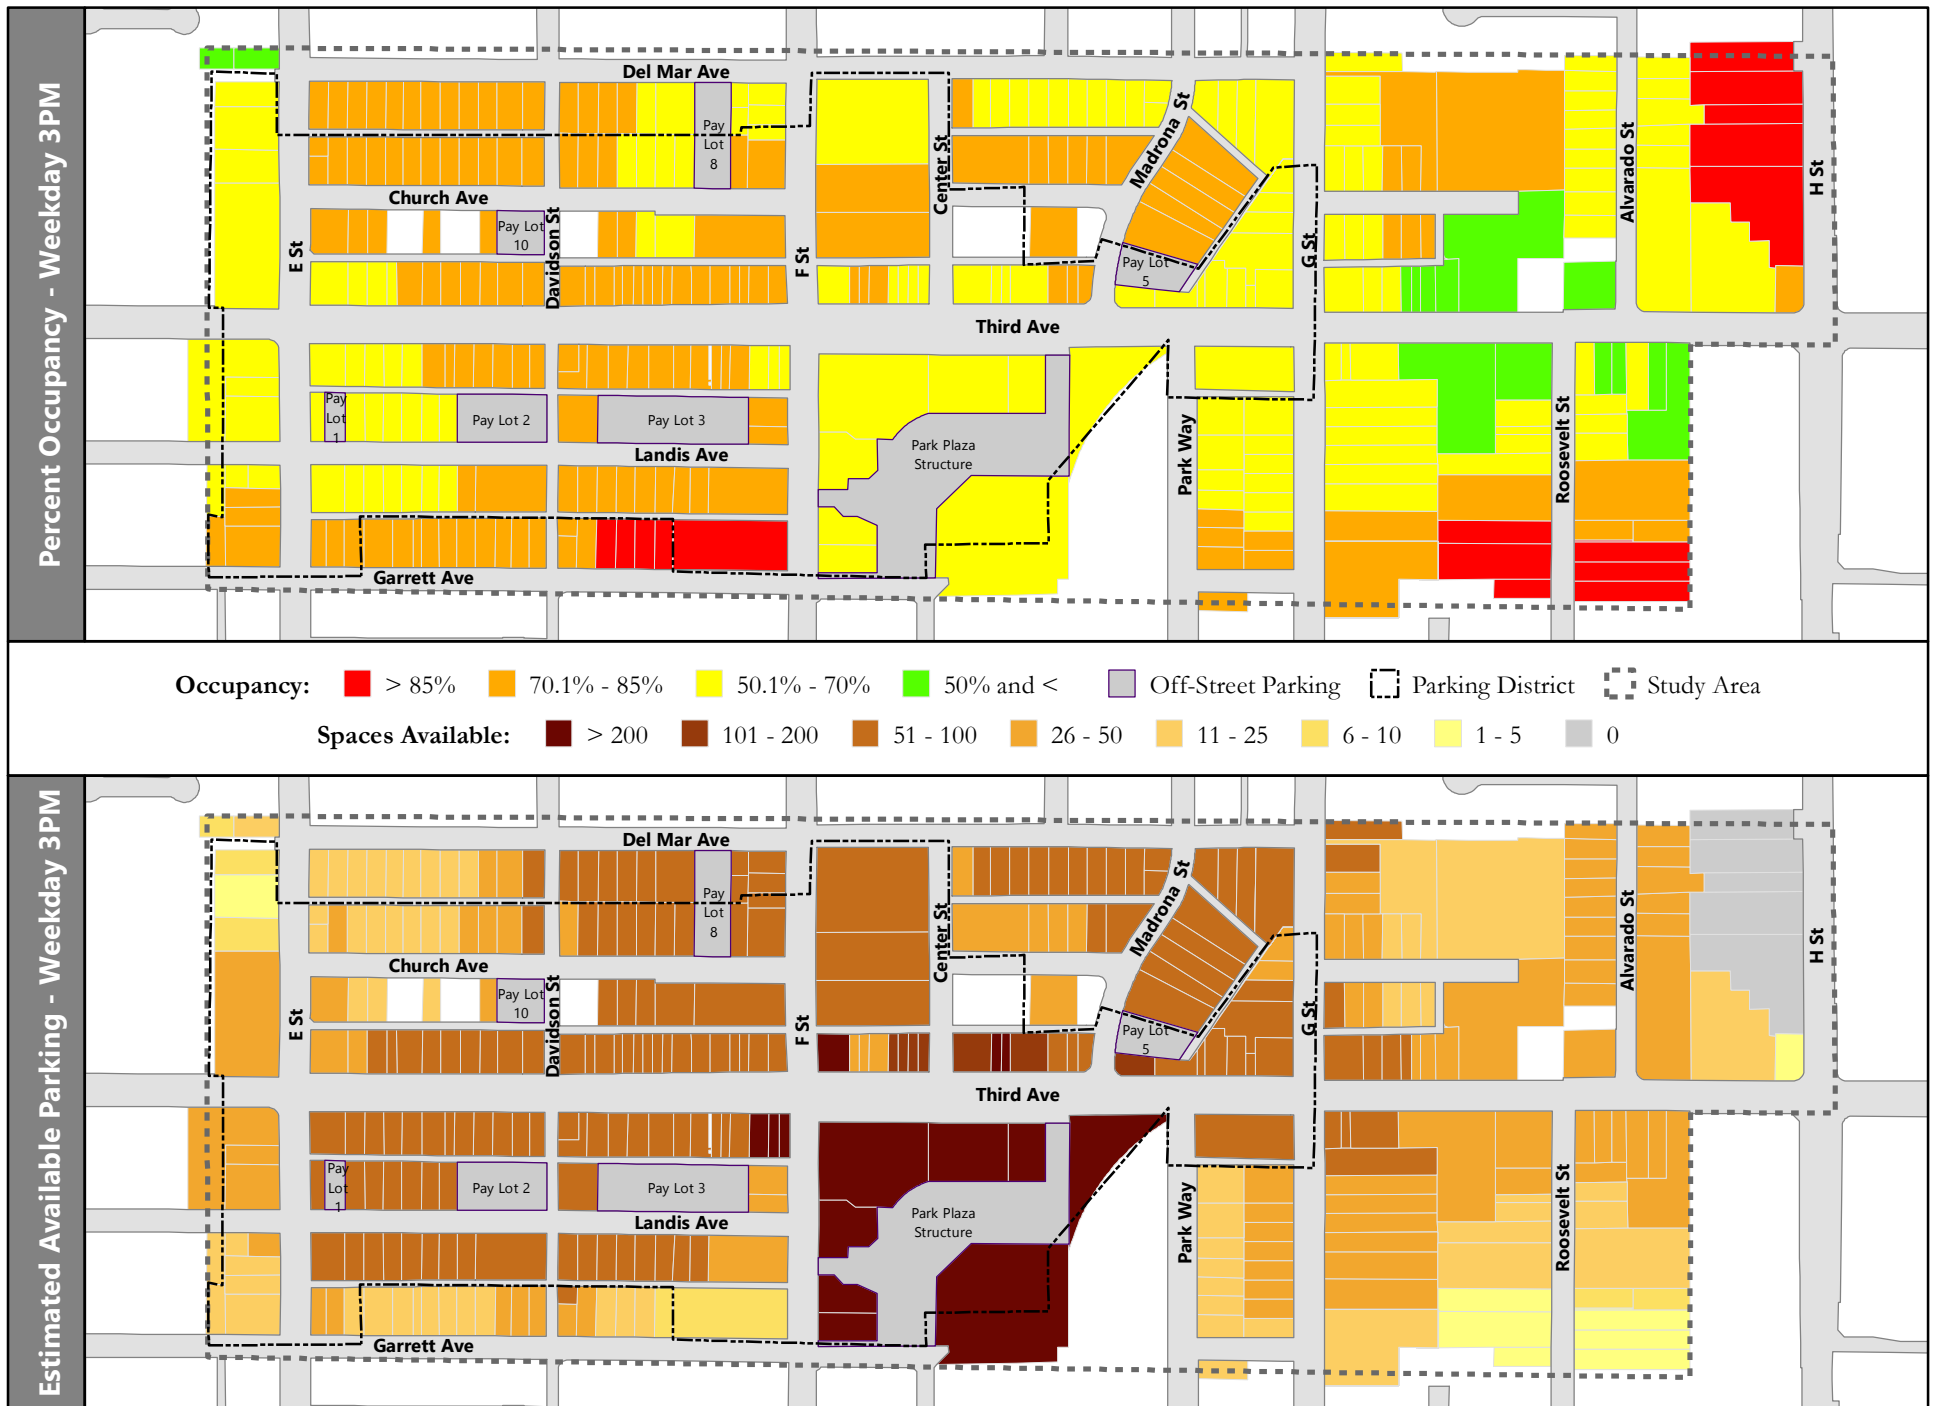 Percent Occupancy - Weekday 3PM
Del Mar Ave
Pay
Lot
8
Madrona St
Center St
Alvarado St
H St
Church Ave
Pay Lot
10
Davidson St
E St
F St
G St
Pay Lot
5
Third Ave
Pay
Lot
1
Pay Lot 2
Pay Lot 3
Landis Ave
Park Plaza
Structure
Park Way
Roosevelt St
Garrett Ave
Occupancy: > 85% 70.1% - 85% 50.1% - 70% 50% and < Off-Street Parking Parking District Study Area
Spaces Available: > 200 101 - 200 51 - 100 26 - 50 11 - 25 6 - 10 1 - 5 0
Estimated Available Parking - Weekday 3PM
Del Mar Ave
Pay
Lot
8
Madrona St
Center St
Alvarado St
H St
Church Ave
Pay Lot
10
Davidson St
E St
F St
G St
Pay Lot
5
Third Ave
Pay
Lot
1
Pay Lot 2
Pay Lot 3
Landis Ave
Park Plaza
Structure
Park Way
Roosevelt St
Garrett Ave